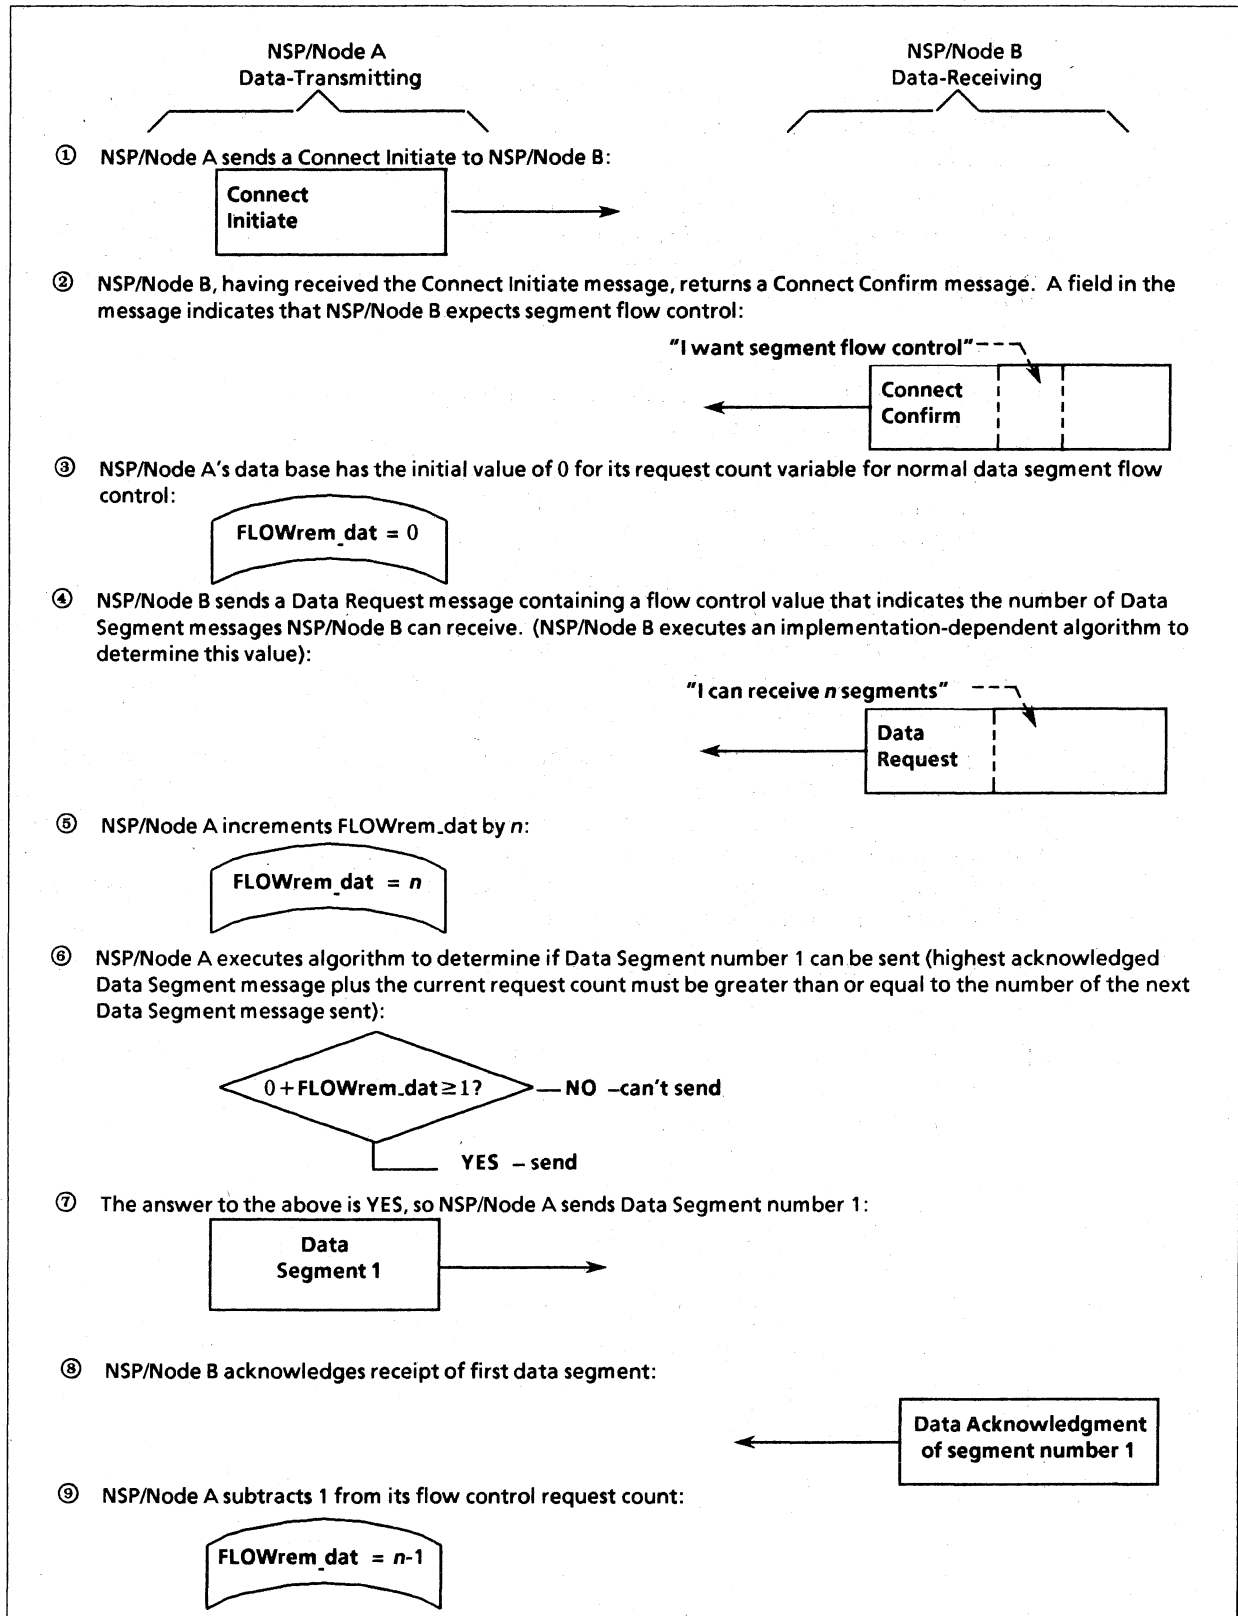 NSP/Node A
Data-Transmitting
NSP/Node B
Data-Receiving
① NSP/Node A sends a Connect Initiate to NSP/Node B:
Connect
Initiate
② NSP/Node B, having received the Connect Initiate message, returns a Connect Confirm message. A field in the
message indicates that NSP/Node B expects segment flow control:
"I want segment flow control"
Connect
Confirm
③ NSP/Node A's data base has the initial value of 0 for its request count variable for normal data segment flow
control:
FLOWrem_dat = 0
④ NSP/Node B sends a Data Request message containing a flow control value that indicates the number of Data
Segment messages NSP/Node B can receive. (NSP/Node B executes an implementation-dependent algorithm to
determine this value):
"I can receive n segments"
Data
Request
⑤ NSP/Node A increments FLOWrem_dat by n:
FLOWrem_dat = n
⑥ NSP/Node A executes algorithm to determine if Data Segment number 1 can be sent (highest acknowledged
Data Segment message plus the current request count must be greater than or equal to the number of the next
Data Segment message sent):
0+FLOWrem_dat≥1? NO –can't send
YES – send
⑦ The answer to the above is YES, so NSP/Node A sends Data Segment number 1:
Data
Segment 1
⑧ NSP/Node B acknowledges receipt of first data segment:
Data Acknowledgment
of segment number 1
⑨ NSP/Node A subtracts 1 from its flow control request count:
FLOWrem_dat = n-1